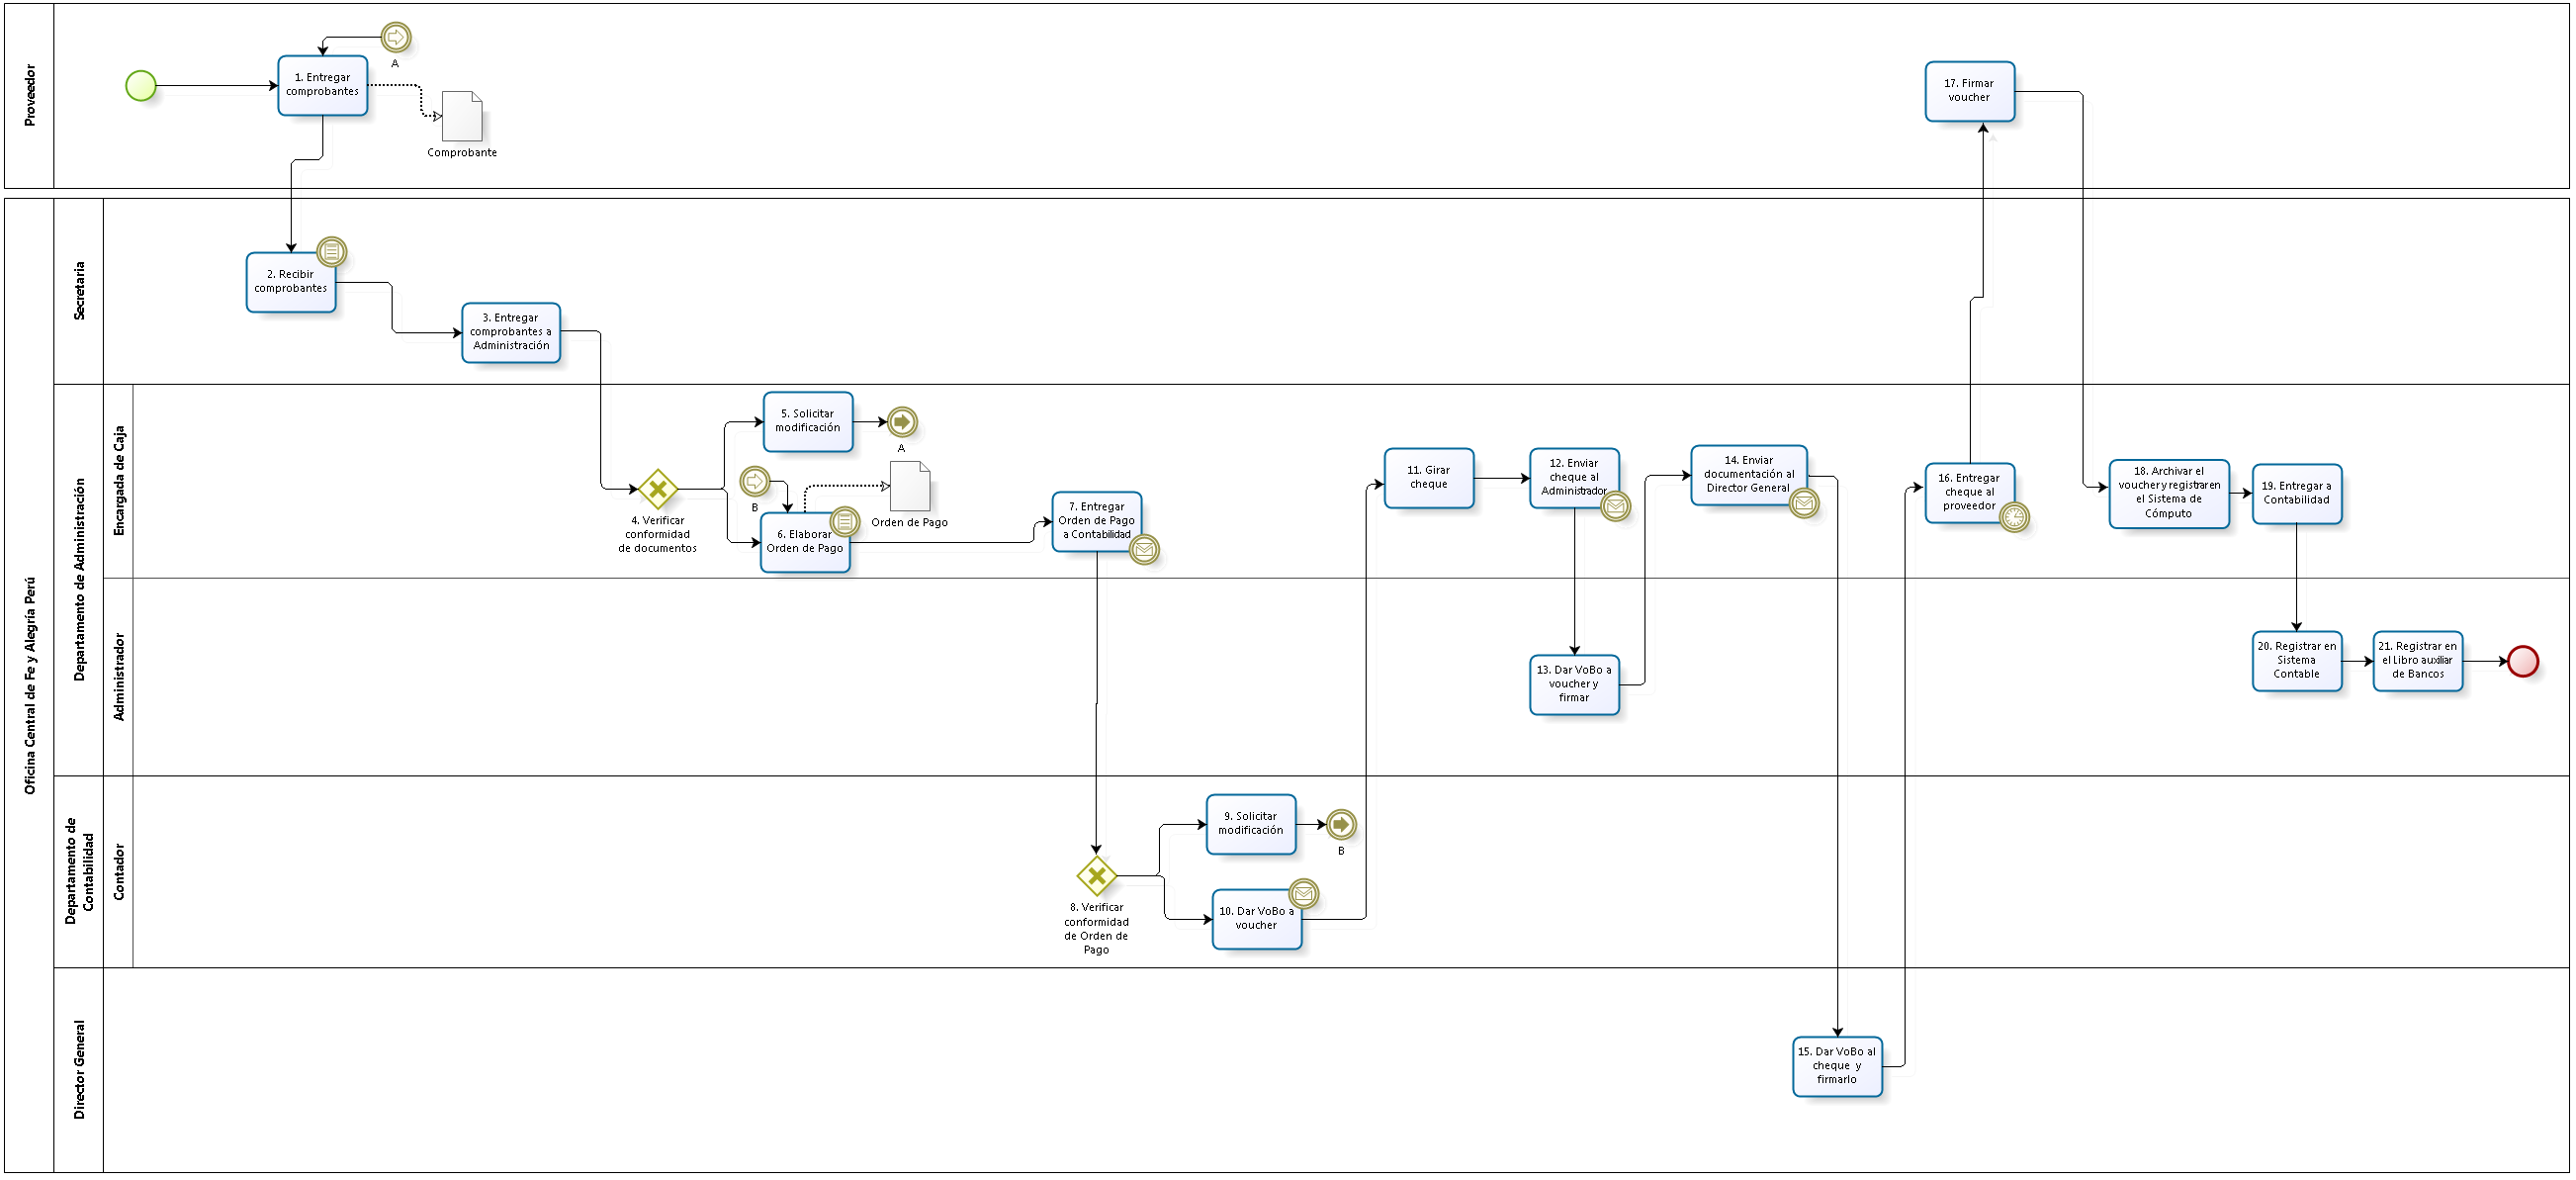 Proveedor
A
1. Entregar
comprobantes
Comprobante
17. Firmar
voucher
Oficina Central de Fe y Alegría Perú
Secretaria
2. Recibir
comprobantes
3. Entregar
comprobantes a
Administración
Departamento de Administración
Encargada de Caja
4. Verificar
conformidad
de documentos
5. Solicitar
modificación
A
B
6. Elaborar
Orden de Pago
Orden de Pago
7. Entregar
Orden de Pago
a Contabilidad
11. Girar
cheque
12. Enviar
cheque al
Administrador
14. Enviar
documentación al
Director General
16. Entregar
cheque al
proveedor
18. Archivar el
voucher y registrar en
el Sistema de
Cómputo
19. Entregar a
Contabilidad
Administrador
13. Dar VoBo a
voucher y
firmar
20. Registrar en
Sistema
Contable
21. Registrar en
el Libro auxiliar
de Bancos
Departamento de
Contabilidad
Contador
8. Verificar
conformidad
de Orden de
Pago
9. Solicitar
modificación
B
10. Dar VoBo a
voucher
Director General
15. Dar VoBo al
cheque y
firmarlo